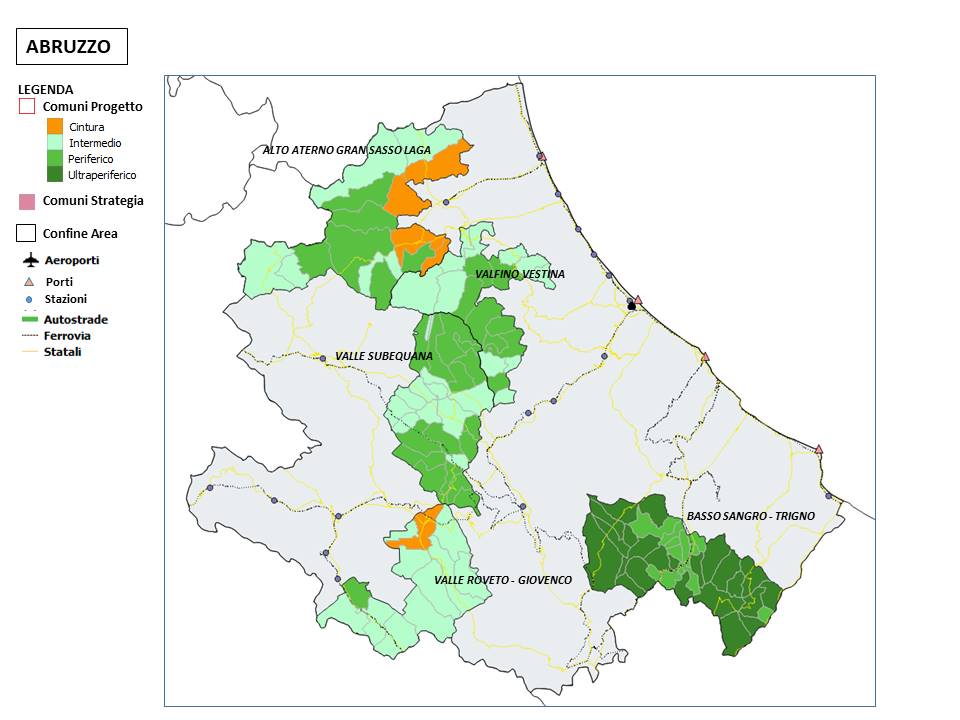 ABRUZZO
LEGENDA
Comuni Progetto
Cintura
Intermedio
Periferico
Ultraperiferico
Comuni Strategia
Confine Area
Aeroporti
Porti
Stazioni
Autostrade
Ferrovia
Statali
ALTO ATERNO GRAN SASSO LAGA
VALFINO VESTINA
VALLE SUBEQUANA
BASSO SANGRO - TRIGNO
VALLE ROVETO - GIOVENCO